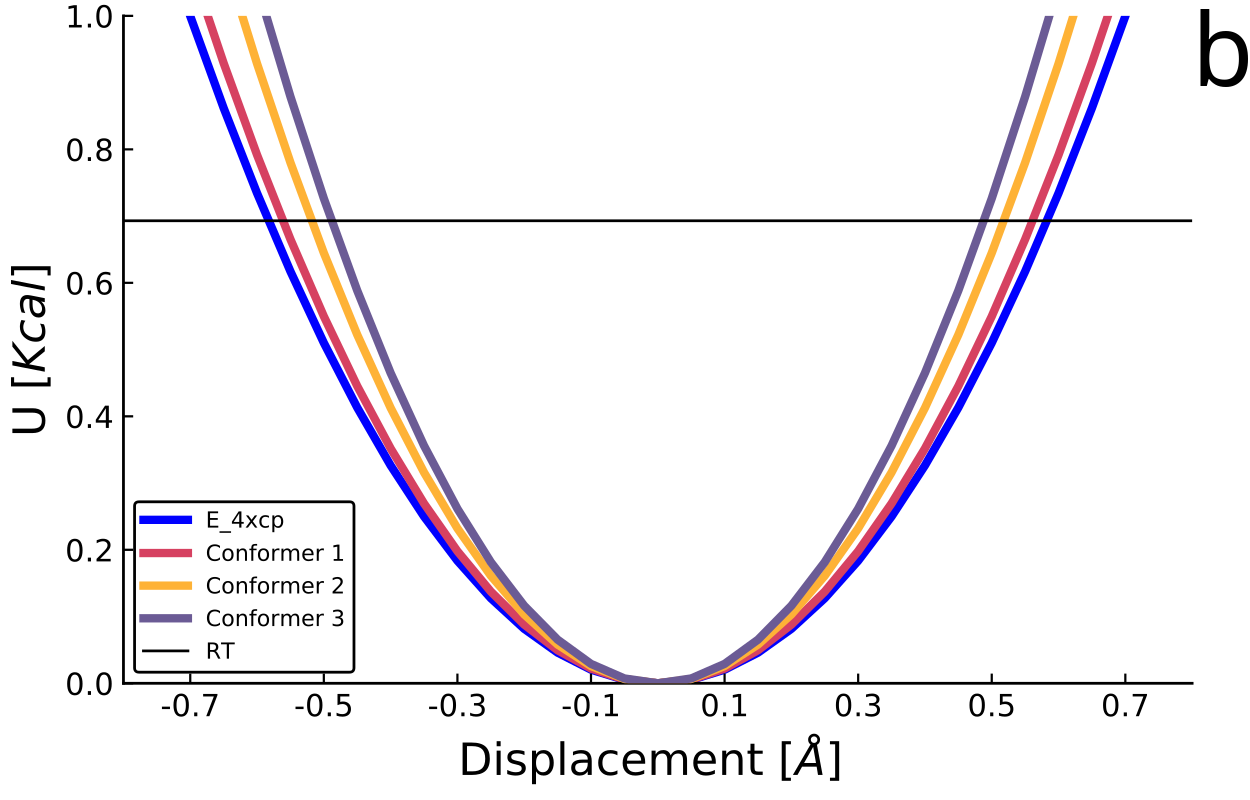 b
1.0
0.8
0.6
0.4
0.2
0.0
U [Kcal]
E_4xcp
Conformer 1
Conformer 2
Conformer 3
RT
-0.7 -0.5 -0.3 -0.1 0.1 0.3 0.5 0.7
Displacement [Å]